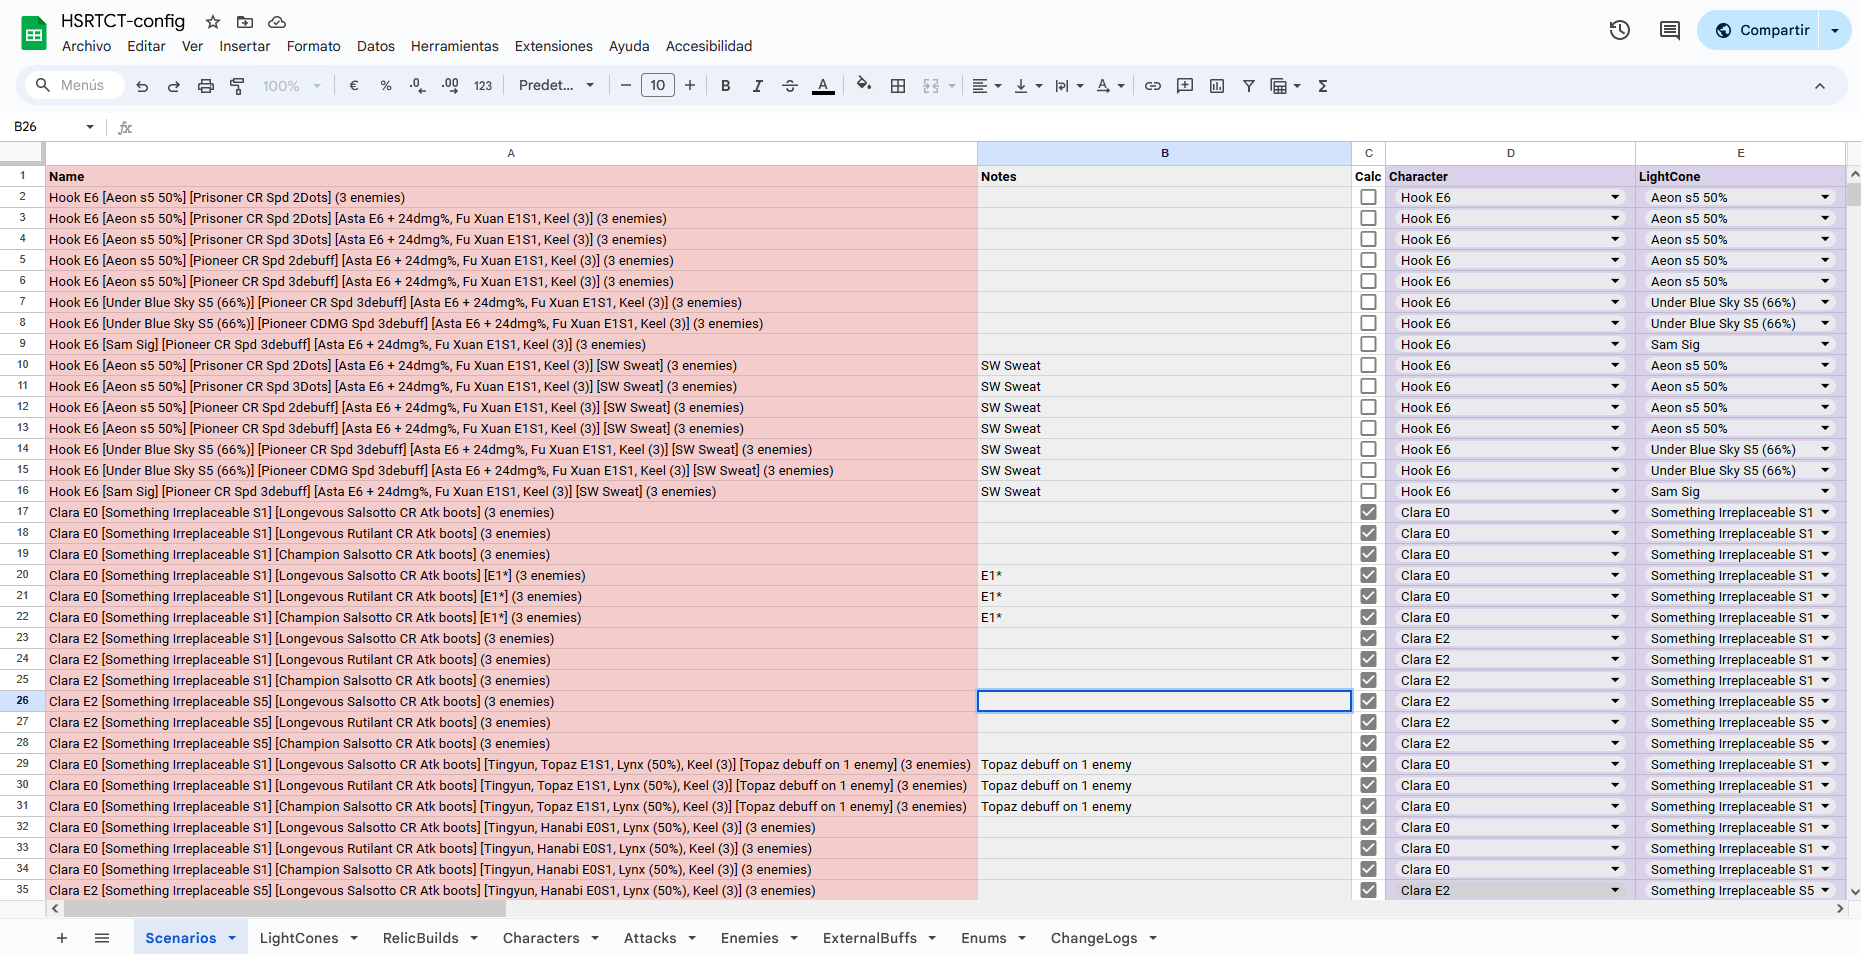 HSRTCT-config
Archivo Editar Ver Insertar Formato Datos Herramientas Extensiones Ayuda Accesibilidad
Compartir
Menús 100% € % .0 .00 123 Predet... 10 B I A
B26 fx
A B C D E
1 Name Notes Calc Character LightCone
2 Hook E6 [Aeon s5 50%] [Prisoner CR Spd 2Dots] (3 enemies) Hook E6 Aeon s5 50%
3 Hook E6 [Aeon s5 50%] [Prisoner CR Spd 2Dots] [Asta E6 + 24dmg%, Fu Xuan E1S1, Keel (3)] (3 enemies) Hook E6 Aeon s5 50%
4 Hook E6 [Aeon s5 50%] [Prisoner CR Spd 3Dots] [Asta E6 + 24dmg%, Fu Xuan E1S1, Keel (3)] (3 enemies) Hook E6 Aeon s5 50%
5 Hook E6 [Aeon s5 50%] [Pioneer CR Spd 2debuff] [Asta E6 + 24dmg%, Fu Xuan E1S1, Keel (3)] (3 enemies) Hook E6 Aeon s5 50%
6 Hook E6 [Aeon s5 50%] [Pioneer CR Spd 3debuff] [Asta E6 + 24dmg%, Fu Xuan E1S1, Keel (3)] (3 enemies) Hook E6 Aeon s5 50%
7 Hook E6 [Under Blue Sky S5 (66%)] [Pioneer CR Spd 3debuff] [Asta E6 + 24dmg%, Fu Xuan E1S1, Keel (3)] (3 enemies) Hook E6 Under Blue Sky S5 (66%)
8 Hook E6 [Under Blue Sky S5 (66%)] [Pioneer CDMG Spd 3debuff] [Asta E6 + 24dmg%, Fu Xuan E1S1, Keel (3)] (3 enemies) Hook E6 Under Blue Sky S5 (66%)
9 Hook E6 [Sam Sig] [Pioneer CR Spd 3debuff] [Asta E6 + 24dmg%, Fu Xuan E1S1, Keel (3)] (3 enemies) Hook E6 Sam Sig
10 Hook E6 [Aeon s5 50%] [Prisoner CR Spd 2Dots] [Asta E6 + 24dmg%, Fu Xuan E1S1, Keel (3)] [SW Sweat] (3 enemies) SW Sweat Hook E6 Aeon s5 50%
11 Hook E6 [Aeon s5 50%] [Prisoner CR Spd 3Dots] [Asta E6 + 24dmg%, Fu Xuan E1S1, Keel (3)] [SW Sweat] (3 enemies) SW Sweat Hook E6 Aeon s5 50%
12 Hook E6 [Aeon s5 50%] [Pioneer CR Spd 2debuff] [Asta E6 + 24dmg%, Fu Xuan E1S1, Keel (3)] [SW Sweat] (3 enemies) SW Sweat Hook E6 Aeon s5 50%
13 Hook E6 [Aeon s5 50%] [Pioneer CR Spd 3debuff] [Asta E6 + 24dmg%, Fu Xuan E1S1, Keel (3)] [SW Sweat] (3 enemies) SW Sweat Hook E6 Aeon s5 50%
14 Hook E6 [Under Blue Sky S5 (66%)] [Pioneer CR Spd 3debuff] [Asta E6 + 24dmg%, Fu Xuan E1S1, Keel (3)] [SW Sweat] (3 enemies) SW Sweat Hook E6 Under Blue Sky S5 (66%)
15 Hook E6 [Under Blue Sky S5 (66%)] [Pioneer CDMG Spd 3debuff] [Asta E6 + 24dmg%, Fu Xuan E1S1, Keel (3)] [SW Sweat] (3 enemies) SW Sweat Hook E6 Under Blue Sky S5 (66%)
16 Hook E6 [Sam Sig] [Pioneer CR Spd 3debuff] [Asta E6 + 24dmg%, Fu Xuan E1S1, Keel (3)] [SW Sweat] (3 enemies) SW Sweat Hook E6 Sam Sig
17 Clara E0 [Something Irreplaceable S1] [Longevous Salsotto CR Atk boots] (3 enemies) Clara E0 Something Irreplaceable S1
18 Clara E0 [Something Irreplaceable S1] [Longevous Rutilant CR Atk boots] (3 enemies) Clara E0 Something Irreplaceable S1
19 Clara E0 [Something Irreplaceable S1] [Champion Salsotto CR Atk boots] (3 enemies) Clara E0 Something Irreplaceable S1
20 Clara E0 [Something Irreplaceable S1] [Longevous Salsotto CR Atk boots] [E1*] (3 enemies) E1* Clara E0 Something Irreplaceable S1
21 Clara E0 [Something Irreplaceable S1] [Longevous Rutilant CR Atk boots] [E1*] (3 enemies) E1* Clara E0 Something Irreplaceable S1
22 Clara E0 [Something Irreplaceable S1] [Champion Salsotto CR Atk boots] [E1*] (3 enemies) E1* Clara E0 Something Irreplaceable S1
23 Clara E2 [Something Irreplaceable S1] [Longevous Salsotto CR Atk boots] (3 enemies) Clara E2 Something Irreplaceable S1
24 Clara E2 [Something Irreplaceable S1] [Longevous Rutilant CR Atk boots] (3 enemies) Clara E2 Something Irreplaceable S1
25 Clara E2 [Something Irreplaceable S1] [Champion Salsotto CR Atk boots] (3 enemies) Clara E2 Something Irreplaceable S1
26 Clara E2 [Something Irreplaceable S5] [Longevous Salsotto CR Atk boots] (3 enemies) Clara E2 Something Irreplaceable S5
27 Clara E2 [Something Irreplaceable S5] [Longevous Rutilant CR Atk boots] (3 enemies) Clara E2 Something Irreplaceable S5
28 Clara E2 [Something Irreplaceable S5] [Champion Salsotto CR Atk boots] (3 enemies) Clara E2 Something Irreplaceable S5
29 Clara E0 [Something Irreplaceable S1] [Longevous Salsotto CR Atk boots] [Tingyun, Topaz E1S1, Lynx (50%), Keel (3)] [Topaz debuff on 1 enemy] (3 enemies) Topaz debuff on 1 enemy Clara E0 Something Irreplaceable S1
30 Clara E0 [Something Irreplaceable S1] [Longevous Rutilant CR Atk boots] [Tingyun, Topaz E1S1, Lynx (50%), Keel (3)] [Topaz debuff on 1 enemy] (3 enemies) Topaz debuff on 1 enemy Clara E0 Something Irreplaceable S1
31 Clara E0 [Something Irreplaceable S1] [Champion Salsotto CR Atk boots] [Tingyun, Topaz E1S1, Lynx (50%), Keel (3)] [Topaz debuff on 1 enemy] (3 enemies) Topaz debuff on 1 enemy Clara E0 Something Irreplaceable S1
32 Clara E0 [Something Irreplaceable S1] [Longevous Salsotto CR Atk boots] [Tingyun, Hanabi E0S1, Lynx (50%), Keel (3)] (3 enemies) Clara E0 Something Irreplaceable S1
33 Clara E0 [Something Irreplaceable S1] [Longevous Rutilant CR Atk boots] [Tingyun, Hanabi E0S1, Lynx (50%), Keel (3)] (3 enemies) Clara E0 Something Irreplaceable S1
34 Clara E0 [Something Irreplaceable S1] [Champion Salsotto CR Atk boots] [Tingyun, Hanabi E0S1, Lynx (50%), Keel (3)] (3 enemies) Clara E0 Something Irreplaceable S1
35 Clara E2 [Something Irreplaceable S5] [Longevous Salsotto CR Atk boots] [Tingyun, Hanabi E0S1, Lynx (50%), Keel (3)] (3 enemies) Clara E2 Something Irreplaceable S5
Scenarios LightCones RelicBuilds Characters Attacks Enemies ExternalBuffs Enums ChangeLogs